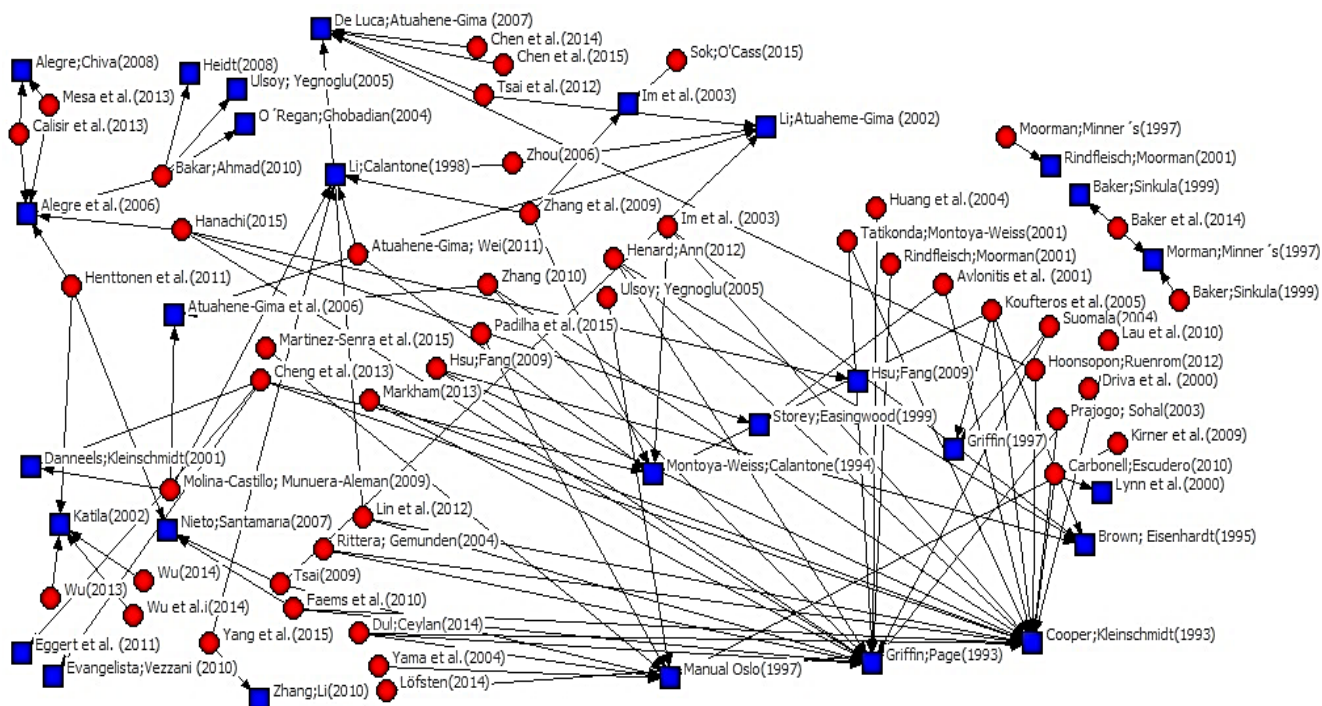 De Luca;Atuahene-Gima (2007)
Chen et al.(2014)
Chen et al.(2015)
Sok;O'Cass(2015)
Alegre;Chiva(2008)
Heidt(2008)
Ulsoy; Yegnoglu(2005)
Mesa et al.(2013)
Tsai et al.(2012)
Im et al.(2003)
O ´Regan;Ghobadian(2004)
Calisir et al.(2013)
Li;Atuaheme-Gima (2002)
Moorman;Minner ´s(1997)
Rindfleisch;Moorman(2001)
Zhou(2006)
Li;Calantone(1998)
Bakar;Ahmad(2010)
Baker;Sinkula(1999)
Alegre et al.(2006)
Huang et al.(2004)
Zhang et al.(2009)
Hanachi(2015)
Im et al.(2003)
Baker et al.(2014)
Tatikonda;Montoya-Weiss(2001)
Atuahene-Gima; Wei(2011)
Henard;Ann(2012)
Rindfleisch;Moorman(2001)
Morman;Minner ´s(1997)
Henttonen et al.(2011)
Zhang (2010)
Avlonitis et al.(2001)
Ulsoy; Yegnoglu(2005)
Baker;Sinkula(1999)
Atuahene-Gima et al.(2006)
Koufteros et al.(2005)
Suomala(2004)
Padilha et al.(2015)
Lau et al.(2010)
Martinez-Senra et al.(2015)
Hsu;Fang(2009)
Hoonsopon;Ruenrom(2012)
Cheng et al.(2013)
Hsu;Fang(2009)
Driva et al. (2000)
Markham(2013)
Storey;Easingwood(1999)
Prajogo; Sohal(2003)
Griffin(1997)
Kirner et al.(2009)
Danneels;Kleinschmidt(2001)
Montoya-Weiss;Calantone(1994)
Carbonell;Escudero(2010)
Molina-Castillo; Munuera-Aleman(2009)
Lynn et al.(2000)
Katila(2002)
Nieto;Santamaria(2007)
Lin et al.(2012)
Brown; Eisenhardt(1995)
Rittera; Gemunden(2004)
Wu(2014)
Tsai(2009)
Wu(2013)
Faems et al.(2010)
Wu et al.i(2014)
Dul;Ceylan(2014)
Cooper;Kleinschmidt(1993)
Eggert et al.(2011)
Yang et al.(2015)
Yama et al.(2004)
Griffin;Page(1993)
Evangelista;Vezzani (2010)
Manual Oslo(1997)
Zhang;Li(2010)
Löfsten(2014)